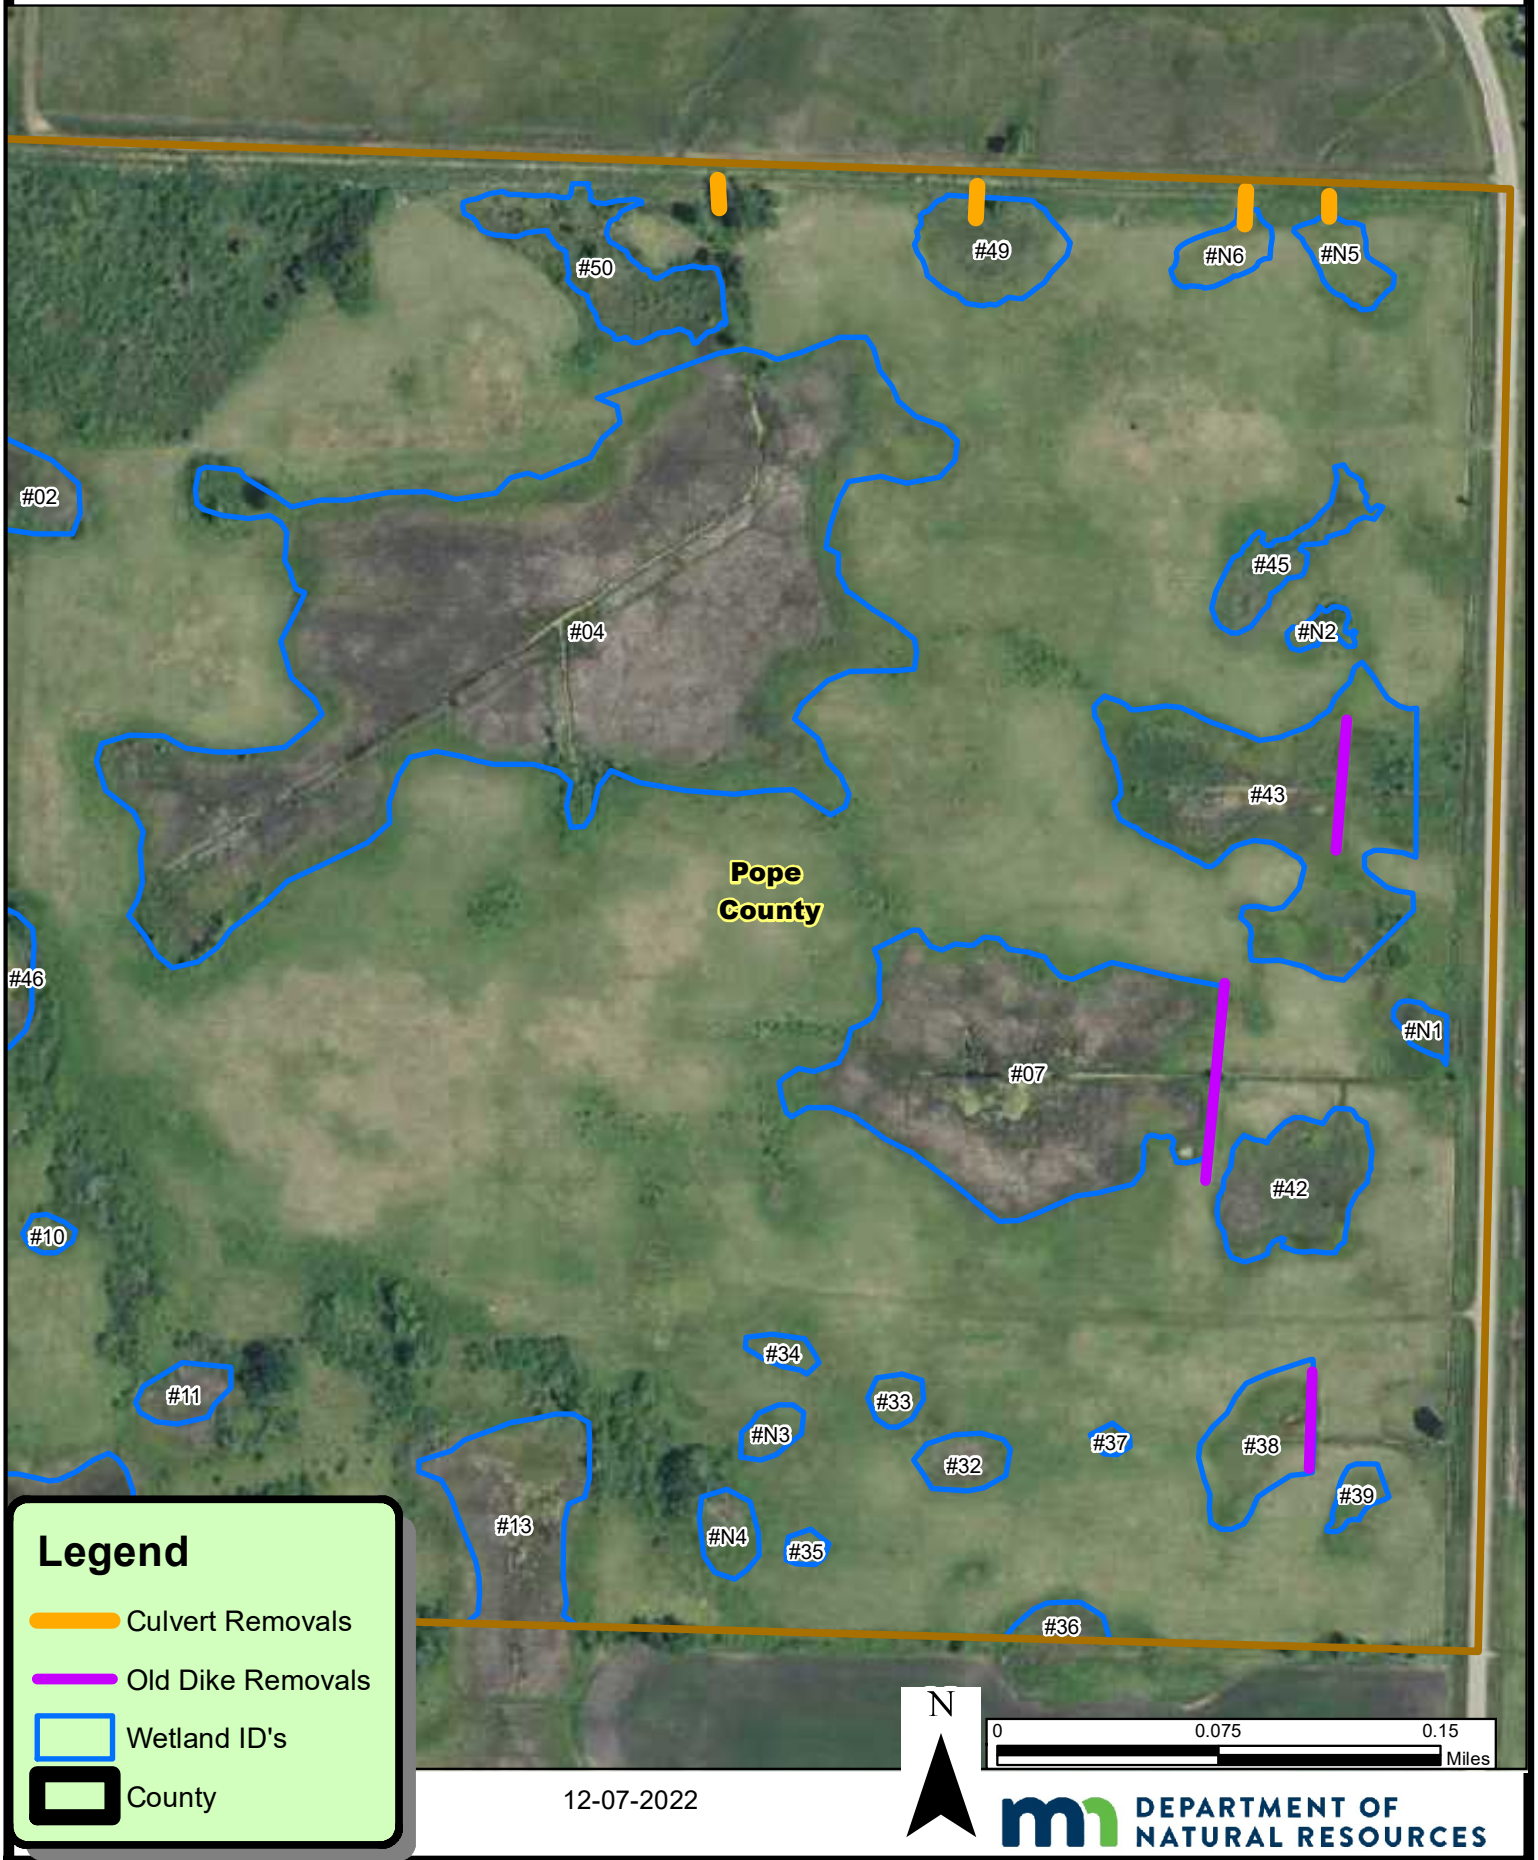 #50
#49
#N6
#N5
#02
#45
#04
#N2
#43
Pope
County
#46
#N1
#07
#42
#10
#34
#11
#33
#N3
#37
#38
#32
#39
#13
#N4
#35
#36
Legend
Culvert Removals
Old Dike Removals
Wetland ID's
County
N
0 0.075 0.15
Miles
12-07-2022
mn DEPARTMENT OF
NATURAL RESOURCES